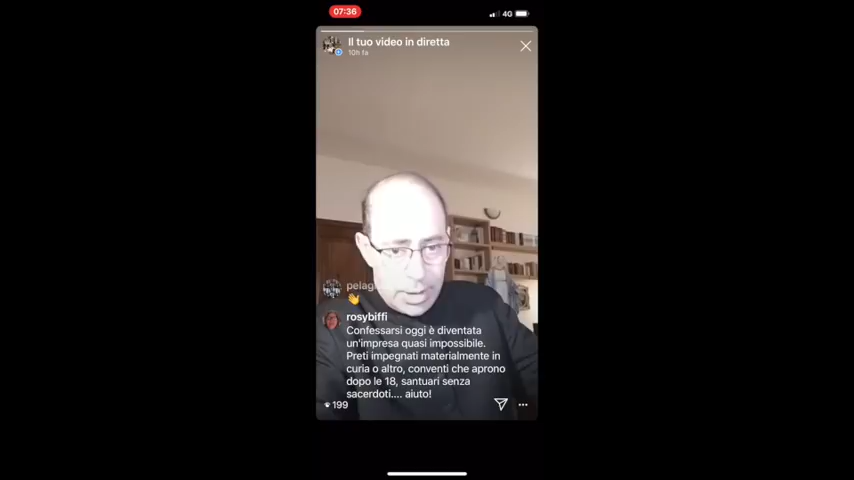 07:36
4G
Il tuo video in diretta
10h fa
rosybiffi
Confessarsi oggi è diventata
un'impresa quasi impossibile.
Preti impegnati materialmente in
curia o altro, conventi che aprono
dopo le 18, santuari senza
sacerdoti.... aiuto!
199